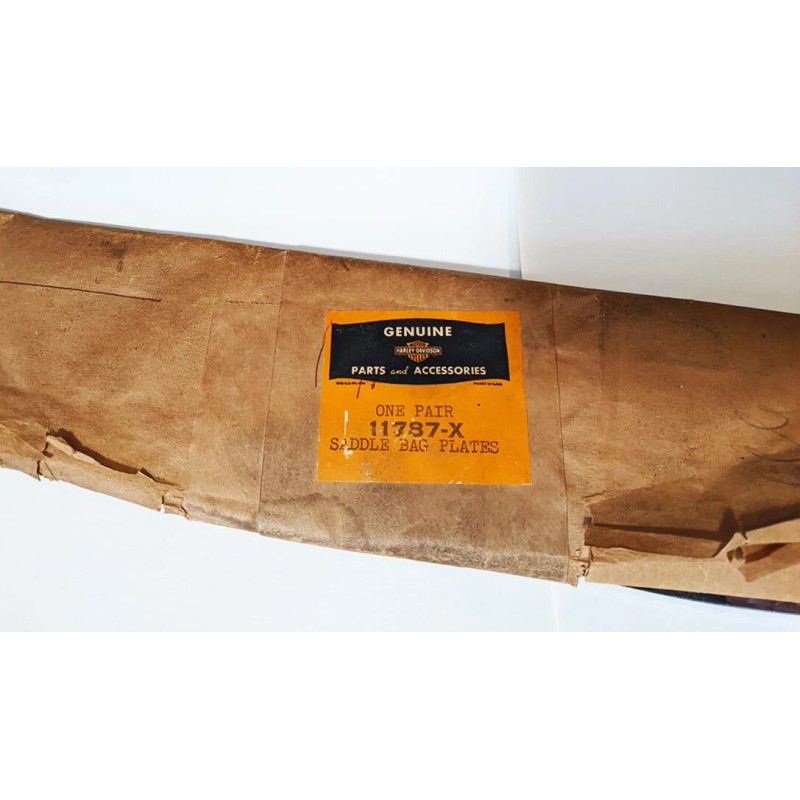 GENUINE
HARLEY-DAVIDSON
PARTS and ACCESSORIES
ONE PAIR
11787-X
SADDLE BAG PLATES